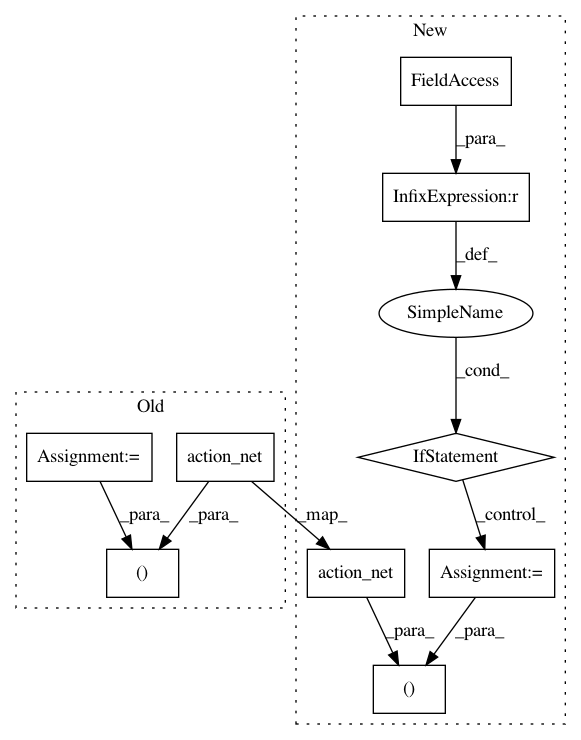 New
FieldAccess
_para_
InfixExpression:r
_def_
SimpleName
_cond_
Old
Assignment:=
action_net
IfStatement
_para_
_para_
_map_
_control_
()
action_net
Assignment:=
_para_
_para_
()